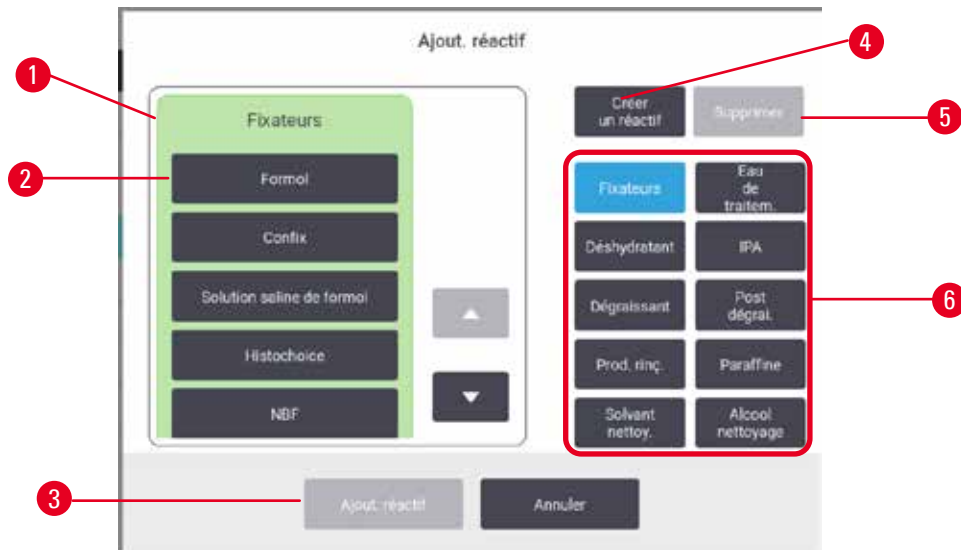 Ajout. réactif
1
4
Créer
un réactif
Supprimer
5
Fixateurs
2
Formol
Confix
Solution saline de formol
Histochoice
NBF
Fixateurs
Eau
de
traitem.
Déshydratant
IPA
Dégraissant
Post
dégrai.
6
Prod. rinç.
Paraffine
Solvant
nettoy.
Alcool
nettoyage
3
Ajout. réactif
Annuler